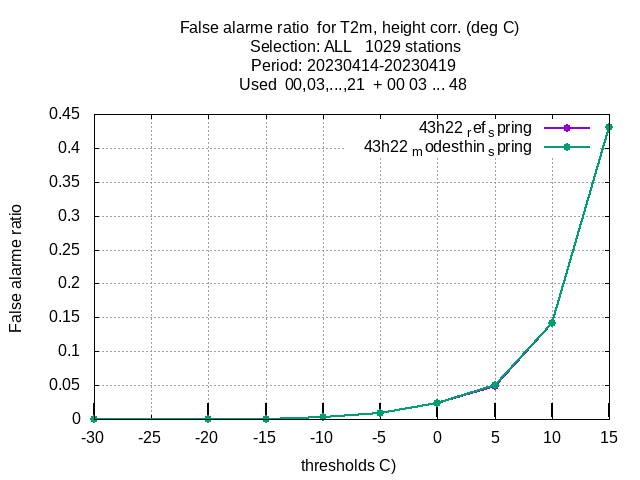 False alarme ratio  for T2m, height corr. (deg C)
Selection: ALL   1029 stations
Period: 20230414-20230419
Used  00,03,...,21  + 00 03 ... 48
43h22 ref spring
43h22 modesthin spring
False alarme ratio
0.45
0.4
0.35
0.3
0.25
0.2
0.15
0.1
0.05
0
-30 -25 -20 -15 -10 -5 0 5 10 15
thresholds C)